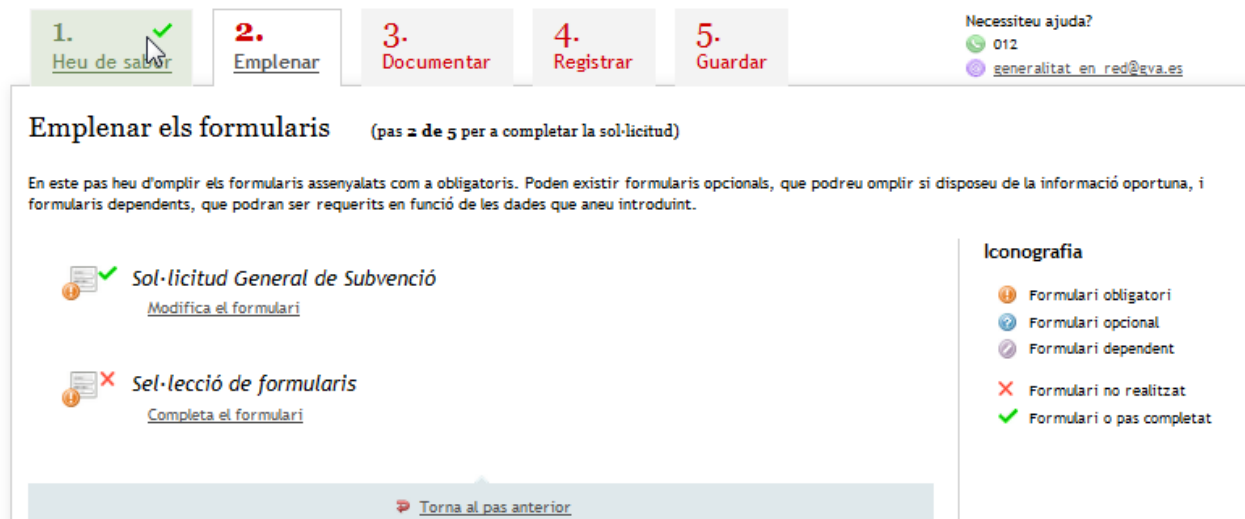 1.
Heu de saber
2.
Emplenar
3.
Documentar
4.
Registrar
5.
Guardar
Necessiteu ajuda?
012
generalitat_en_red@gva.es
Emplenar els formularis (pas 2 de 5 per a completar la sol·licitud)
En este pas heu d'omplir els formularis assenyalats com a obligatoris. Poden existir formularis opcionals, que podreu omplir si disposeu de la informació oportuna, i
formularis dependents, que podran ser requerits en funció de les dades que aneu introduint.
Sol·licitud General de Subvenció
Modifica el formulari
Sel·lecció de formularis
Completa el formulari
Iconografia
Formulari obligatori
Formulari opcional
Formulari dependent
Formulari no realitzat
Formulari o pas completat
Torna al pas anterior